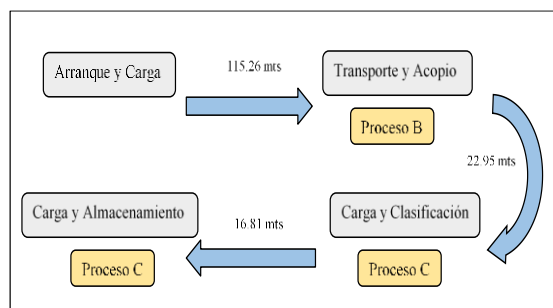 Arranque y Carga
115.26 mts
Transporte y Acopio
Proceso B
22.95 mts
Carga y Almacenamiento
16.81 mts
Carga y Clasificación
Proceso C
Proceso C